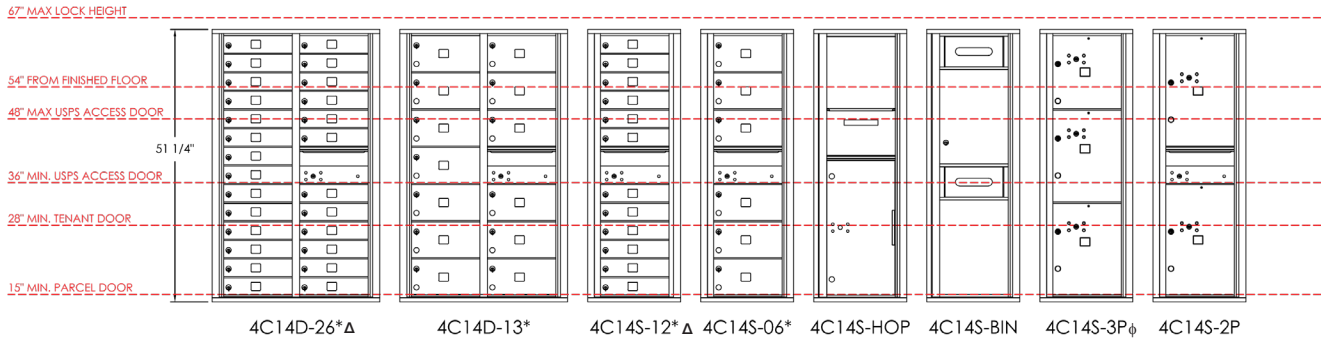 67" MAX LOCK HEIGHT
54" FROM FINISHED FLOOR
48" MAX USPS ACCESS DOOR
51 1/4"
36" MIN. USPS ACCESS DOOR
28" MIN. TENANT DOOR
15" MIN. PARCEL DOOR
4C14D-26*Δ 4C14D-13* 4C14S-12*Δ 4C14S-06* 4C14S-HOP 4C14S-BIN 4C14S-3Pϕ 4C14S-2P